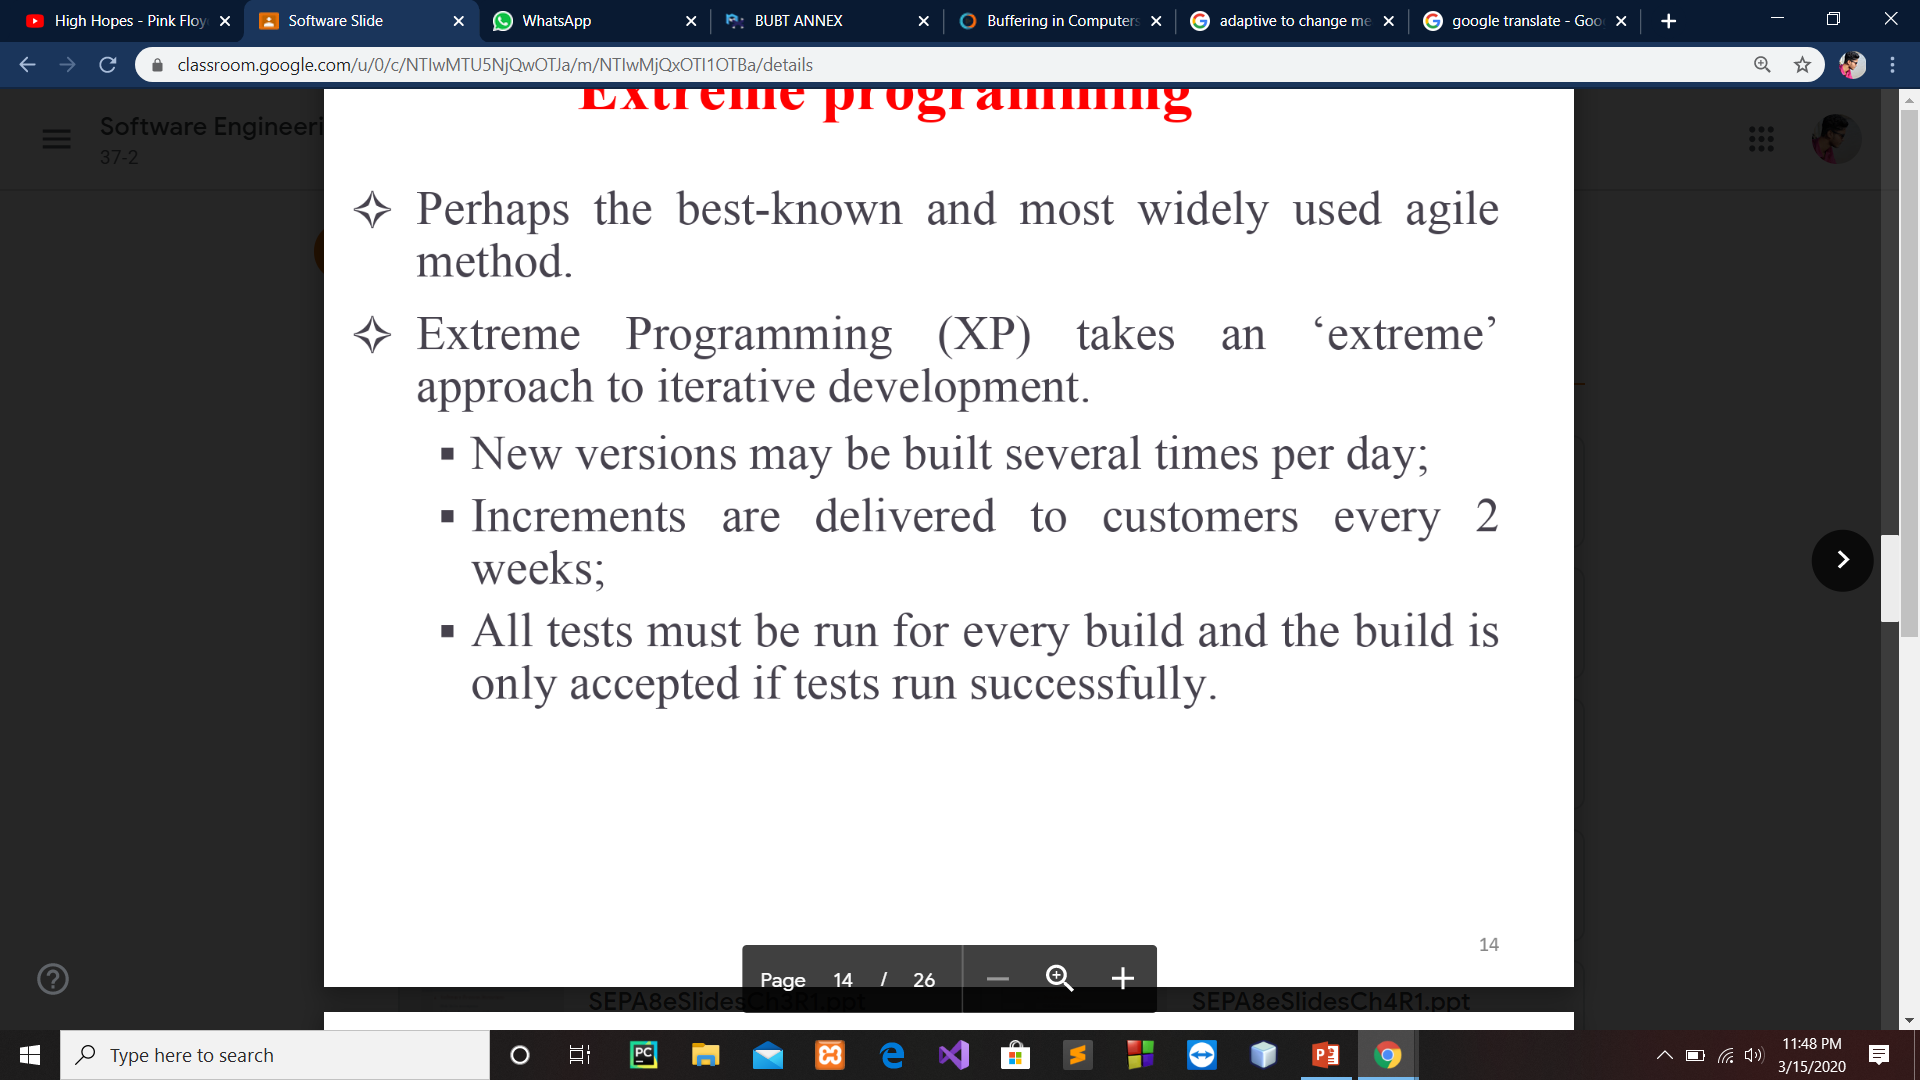 High Hopes - Pink Floy
Software Slide
WhatsApp
BUBT ANNEX
Buffering in Computers
adaptive to change me
google translate - Goo
classroom.google.com/u/0/c/NTIwMTU5NjQwOTJa/m/NTIwMjQxOTI1OTBa/details
Software Engineeri
37-2
Extreme programming
Perhaps the best-known and most widely used agile
method.
Extreme Programming (XP) takes an ‘extreme’
approach to iterative development.
New versions may be built several times per day;
Increments are delivered to customers every 2
weeks;
All tests must be run for every build and the build is
only accepted if tests run successfully.
14
Page 14 / 26
SEPA8eSlidesCh3R1.ppt
SEPA8eSlidesCh4R1.ppt
Type here to search
11:48 PM
3/15/2020